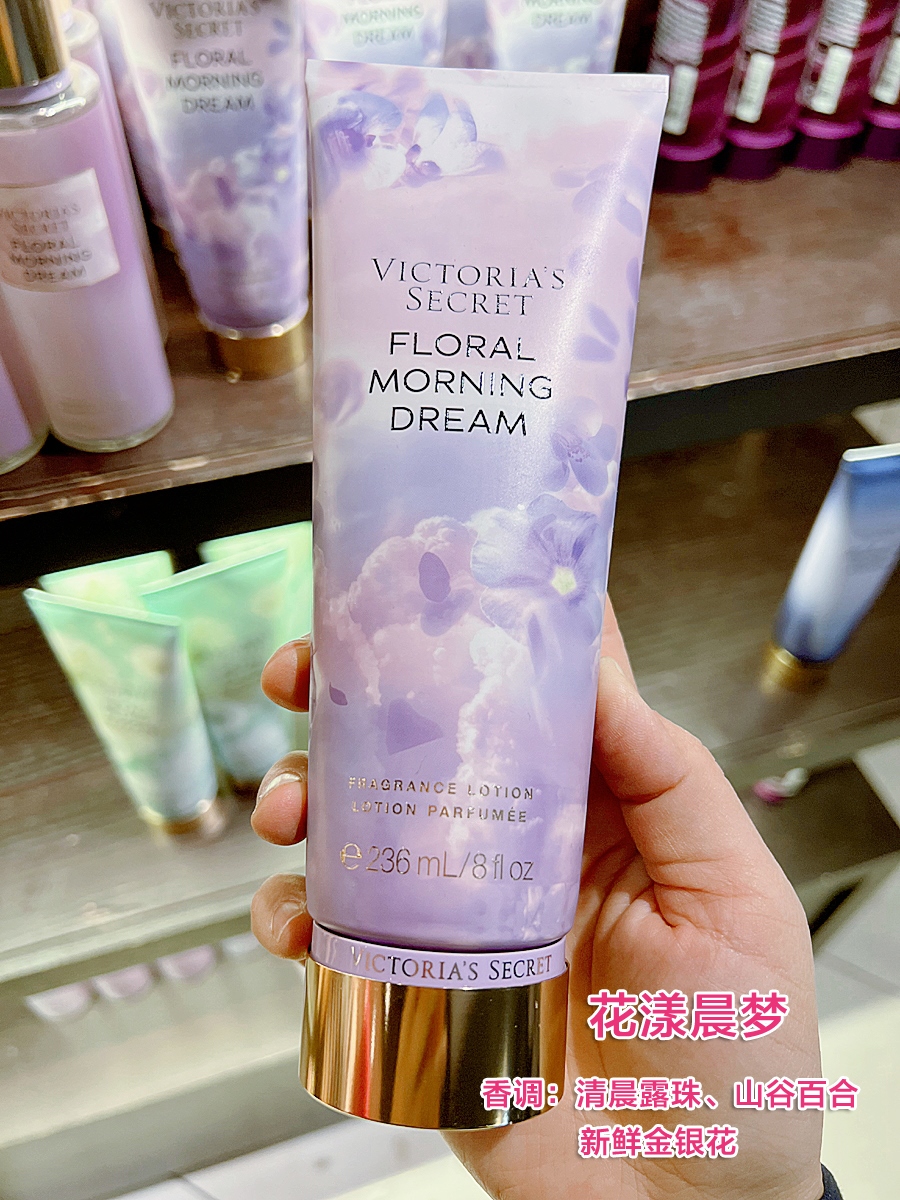 VICTORIA'S
SECRET
FLORAL
MORNING
DREAM
DREAM
DREAM
VICTORIA'S
SECRET
FLORAL
MORNING
DREAM
VICTORIA'S
SECRET
FLORAL
MORNING
DREAM
FRAGRANCE LOTION
LOTION PARFUMÉE
℮ 236 mL/8 fl oz
VICTORIA'S SECRET
花漾晨梦
香调：清晨露珠、山谷百合
新鲜金银花